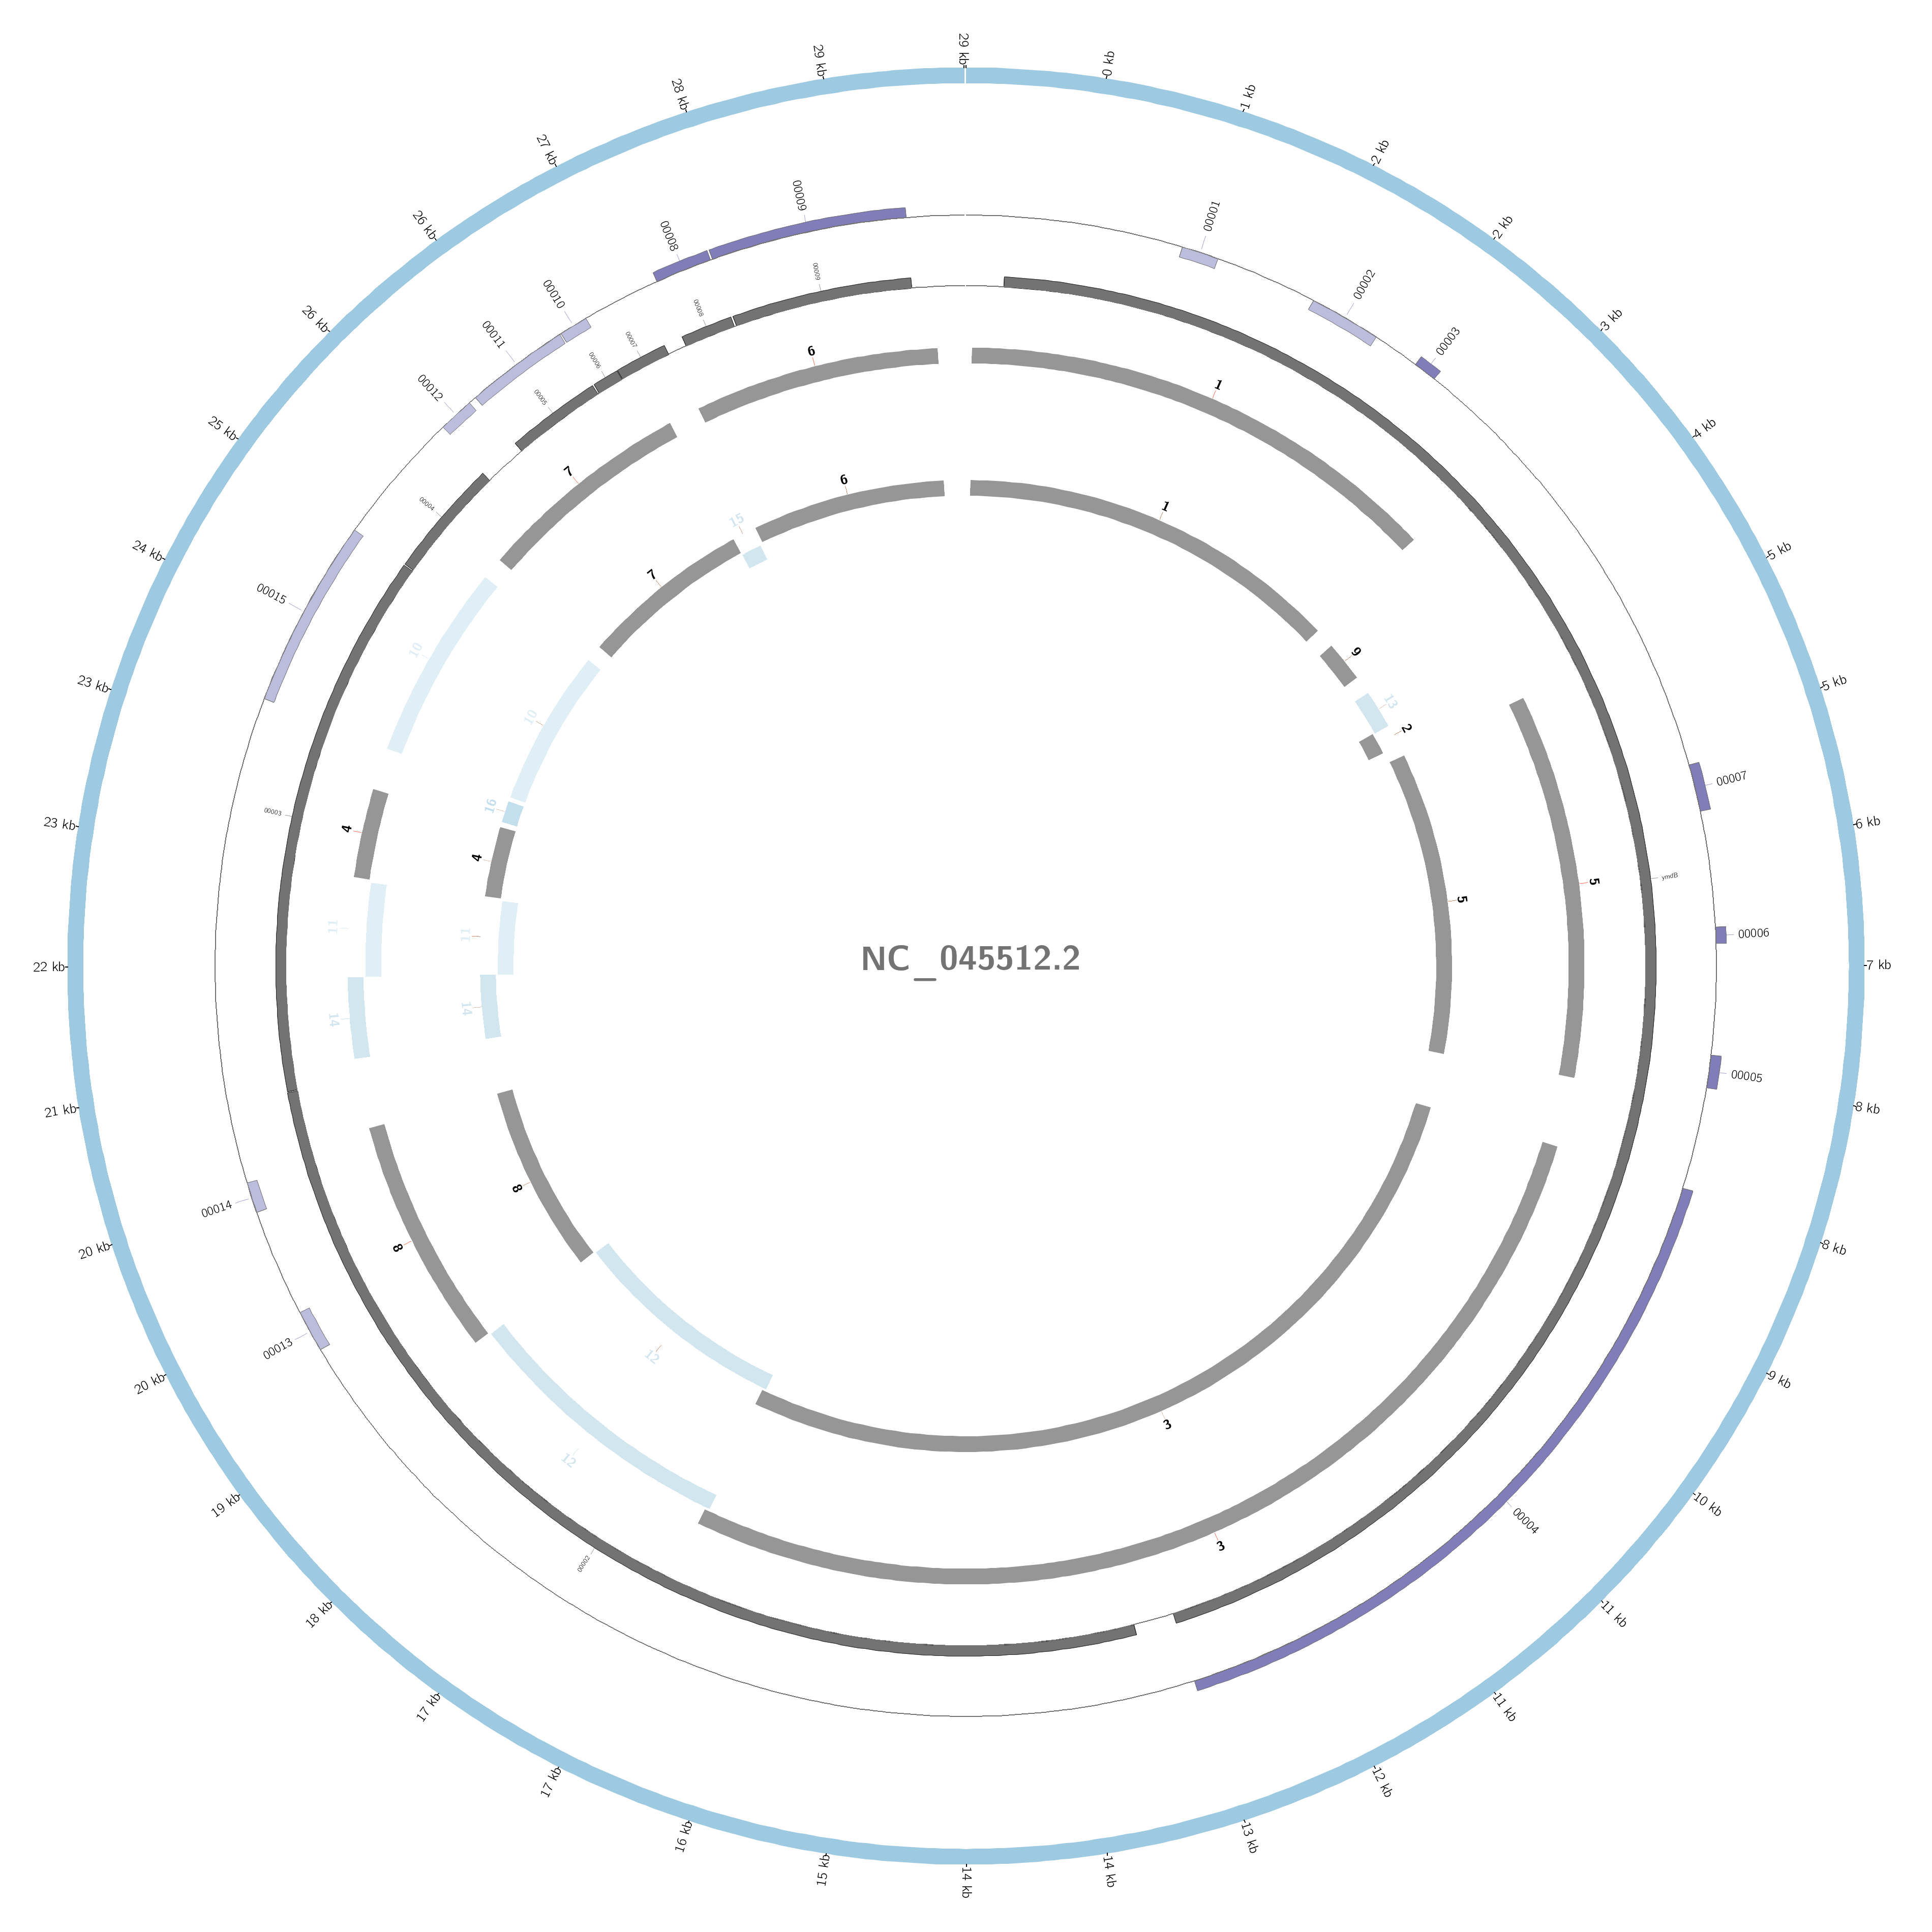 29 kb
0 kb
1 kb
2 kb
2 kb
3 kb
4 kb
5 kb
5 kb
6 kb
7 kb
8 kb
8 kb
9 kb
10 kb
11 kb
11 kb
12 kb
13 kb
14 kb
14 kb
15 kb
16 kb
17 kb
17 kb
18 kb
19 kb
20 kb
20 kb
21 kb
22 kb
23 kb
23 kb
24 kb
25 kb
26 kb
26 kb
27 kb
28 kb
29 kb
00001
00002
00003
00007
00006
00005
00004
00013
00014
00015
00012
00011
00010
00008
00009
ymdB
00002
00003
00004
00005
00006
00007
00008
00009
1
5
3
12
8
14
11
4
10
7
6
1
9
13
2
5
3
12
8
14
11
4
16
10
7
15
6
NC_045512.2